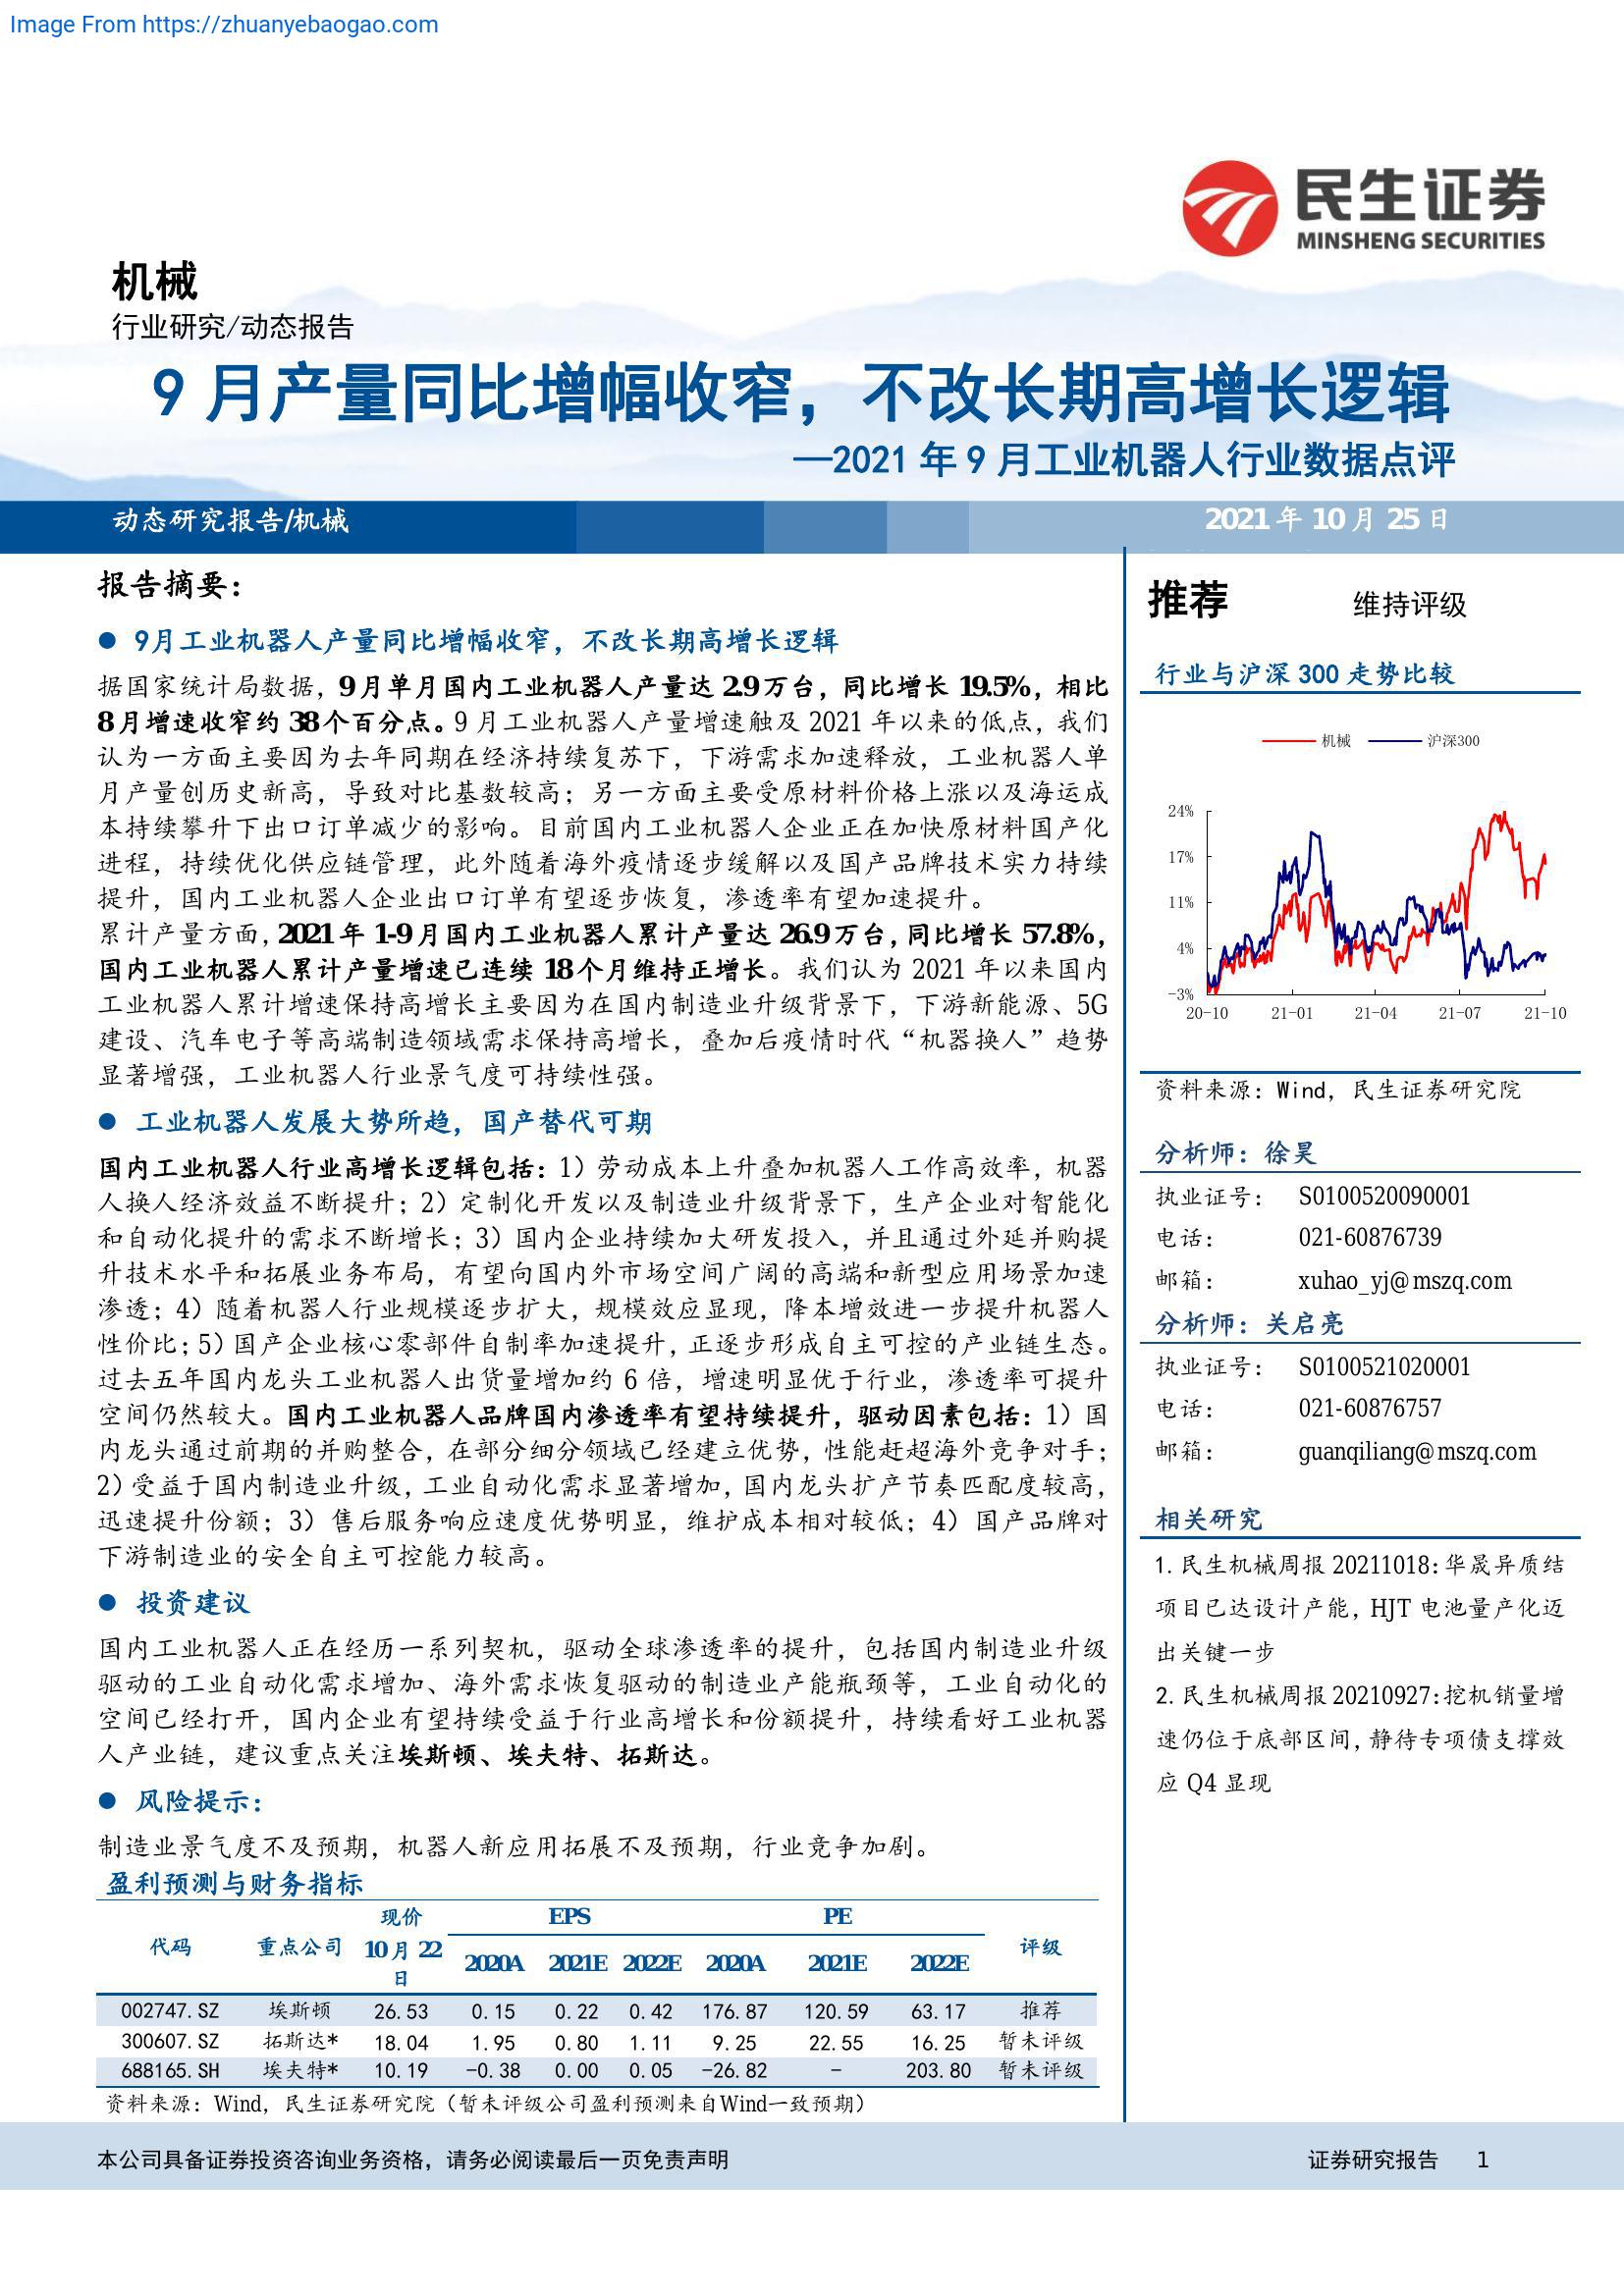 Image From https://zhuanyebaogao.com
民生证券
MINSHENG SECURITIES
机械
行业研究/动态报告
9 月产量同比增幅收窄，不改长期高增长逻辑
—2021 年 9 月工业机器人行业数据点评
动态研究报告/机械
2021 年 10 月 25 日
报告摘要：
● 9月工业机器人产量同比增幅收窄，不改长期高增长逻辑
据国家统计局数据，9 月单月国内工业机器人产量达 2.9 万台，同比增长 19.5%，相比
8 月增速收窄约 38 个百分点。9 月工业机器人产量增速触及 2021 年以来的低点，我们
认为一方面主要因为去年同期在经济持续复苏下，下游需求加速释放，工业机器人单
月产量创历史新高，导致对比基数较高；另一方面主要受原材料价格上涨以及海运成
本持续攀升下出口订单减少的影响。目前国内工业机器人企业正在加快原材料国产化
进程，持续优化供应链管理，此外随着海外疫情逐步缓解以及国产品牌技术实力持续
提升，国内工业机器人企业出口订单有望逐步恢复，渗透率有望加速提升。
累计产量方面，2021 年 1-9 月国内工业机器人累计产量达 26.9 万台，同比增长 57.8%，
国内工业机器人累计产量增速已连续 18 个月维持正增长。我们认为 2021 年以来国内
工业机器人累计增速保持高增长主要因为在国内制造业升级背景下，下游新能源、5G
建设、汽车电子等高端制造领域需求保持高增长，叠加后疫情时代“机器换人”趋势
显著增强，工业机器人行业景气度可持续性强。
● 工业机器人发展大势所趋，国产替代可期
国内工业机器人行业高增长逻辑包括：1）劳动成本上升叠加机器人工作高效率，机器
人换人经济效益不断提升；2）定制化开发以及制造业升级背景下，生产企业对智能化
和自动化提升的需求不断增长；3）国内企业持续加大研发投入，并且通过外延并购提
升技术水平和拓展业务布局，有望向国内外市场空间广阔的高端和新型应用场景加速
渗透；4）随着机器人行业规模逐步扩大，规模效应显现，降本增效进一步提升机器人
性价比；5）国产企业核心零部件自制率加速提升，正逐步形成自主可控的产业链生态。
过去五年国内龙头工业机器人出货量增加约 6 倍，增速明显优于行业，渗透率可提升
空间仍然较大。国内工业机器人品牌国内渗透率有望持续提升，驱动因素包括：1）国
内龙头通过前期的并购整合，在部分细分领域已经建立优势，性能赶超海外竞争对手；
2）受益于国内制造业升级，工业自动化需求显著增加，国内龙头扩产节奏匹配度较高，
迅速提升份额；3）售后服务响应速度优势明显，维护成本相对较低；4）国产品牌对
下游制造业的安全自主可控能力较高。
● 投资建议
国内工业机器人正在经历一系列契机，驱动全球渗透率的提升，包括国内制造业升级
驱动的工业自动化需求增加、海外需求恢复驱动的制造业产能瓶颈等，工业自动化的
空间已经打开，国内企业有望持续受益于行业高增长和份额提升，持续看好工业机器
人产业链，建议重点关注埃斯顿、埃夫特、拓斯达。
● 风险提示：
制造业景气度不及预期，机器人新应用拓展不及预期，行业竞争加剧。
盈利预测与财务指标
代码 重点公司 现价 10 月 22 日 EPS PE 评级
2020A 2021E 2022E 2020A 2021E 2022E
002747.SZ 埃斯顿 26.53 0.15 0.22 0.42 176.87 120.59 63.17 推荐
300607.SZ 拓斯达* 18.04 1.95 0.80 1.11 9.25 22.55 16.25 暂未评级
688165.SH 埃夫特* 10.19 -0.38 0.00 0.05 -26.82 - 203.80 暂未评级
资料来源：Wind，民生证券研究院（暂未评级公司盈利预测来自Wind一致预期）
推荐 维持评级
行业与沪深 300 走势比较
机械 沪深300
24%
17%
11%
4%
-3%
20-10 21-01 21-04 21-07 21-10
资料来源：Wind，民生证券研究院
分析师：徐昊
执业证号： S0100520090001
电话： 021-60876739
邮箱： xuhao_yj@mszq.com
分析师：关启亮
执业证号： S0100521020001
电话： 021-60876757
邮箱： guanqiliang@mszq.com
相关研究
1.民生机械周报 20211018：华晟异质结
项目已达设计产能，HJT 电池量产化迈
出关键一步
2.民生机械周报 20210927：挖机销量增
速仍位于底部区间，静待专项债支撑效
应 Q4 显现
本公司具备证券投资咨询业务资格，请务必阅读最后一页免责声明
证券研究报告 1